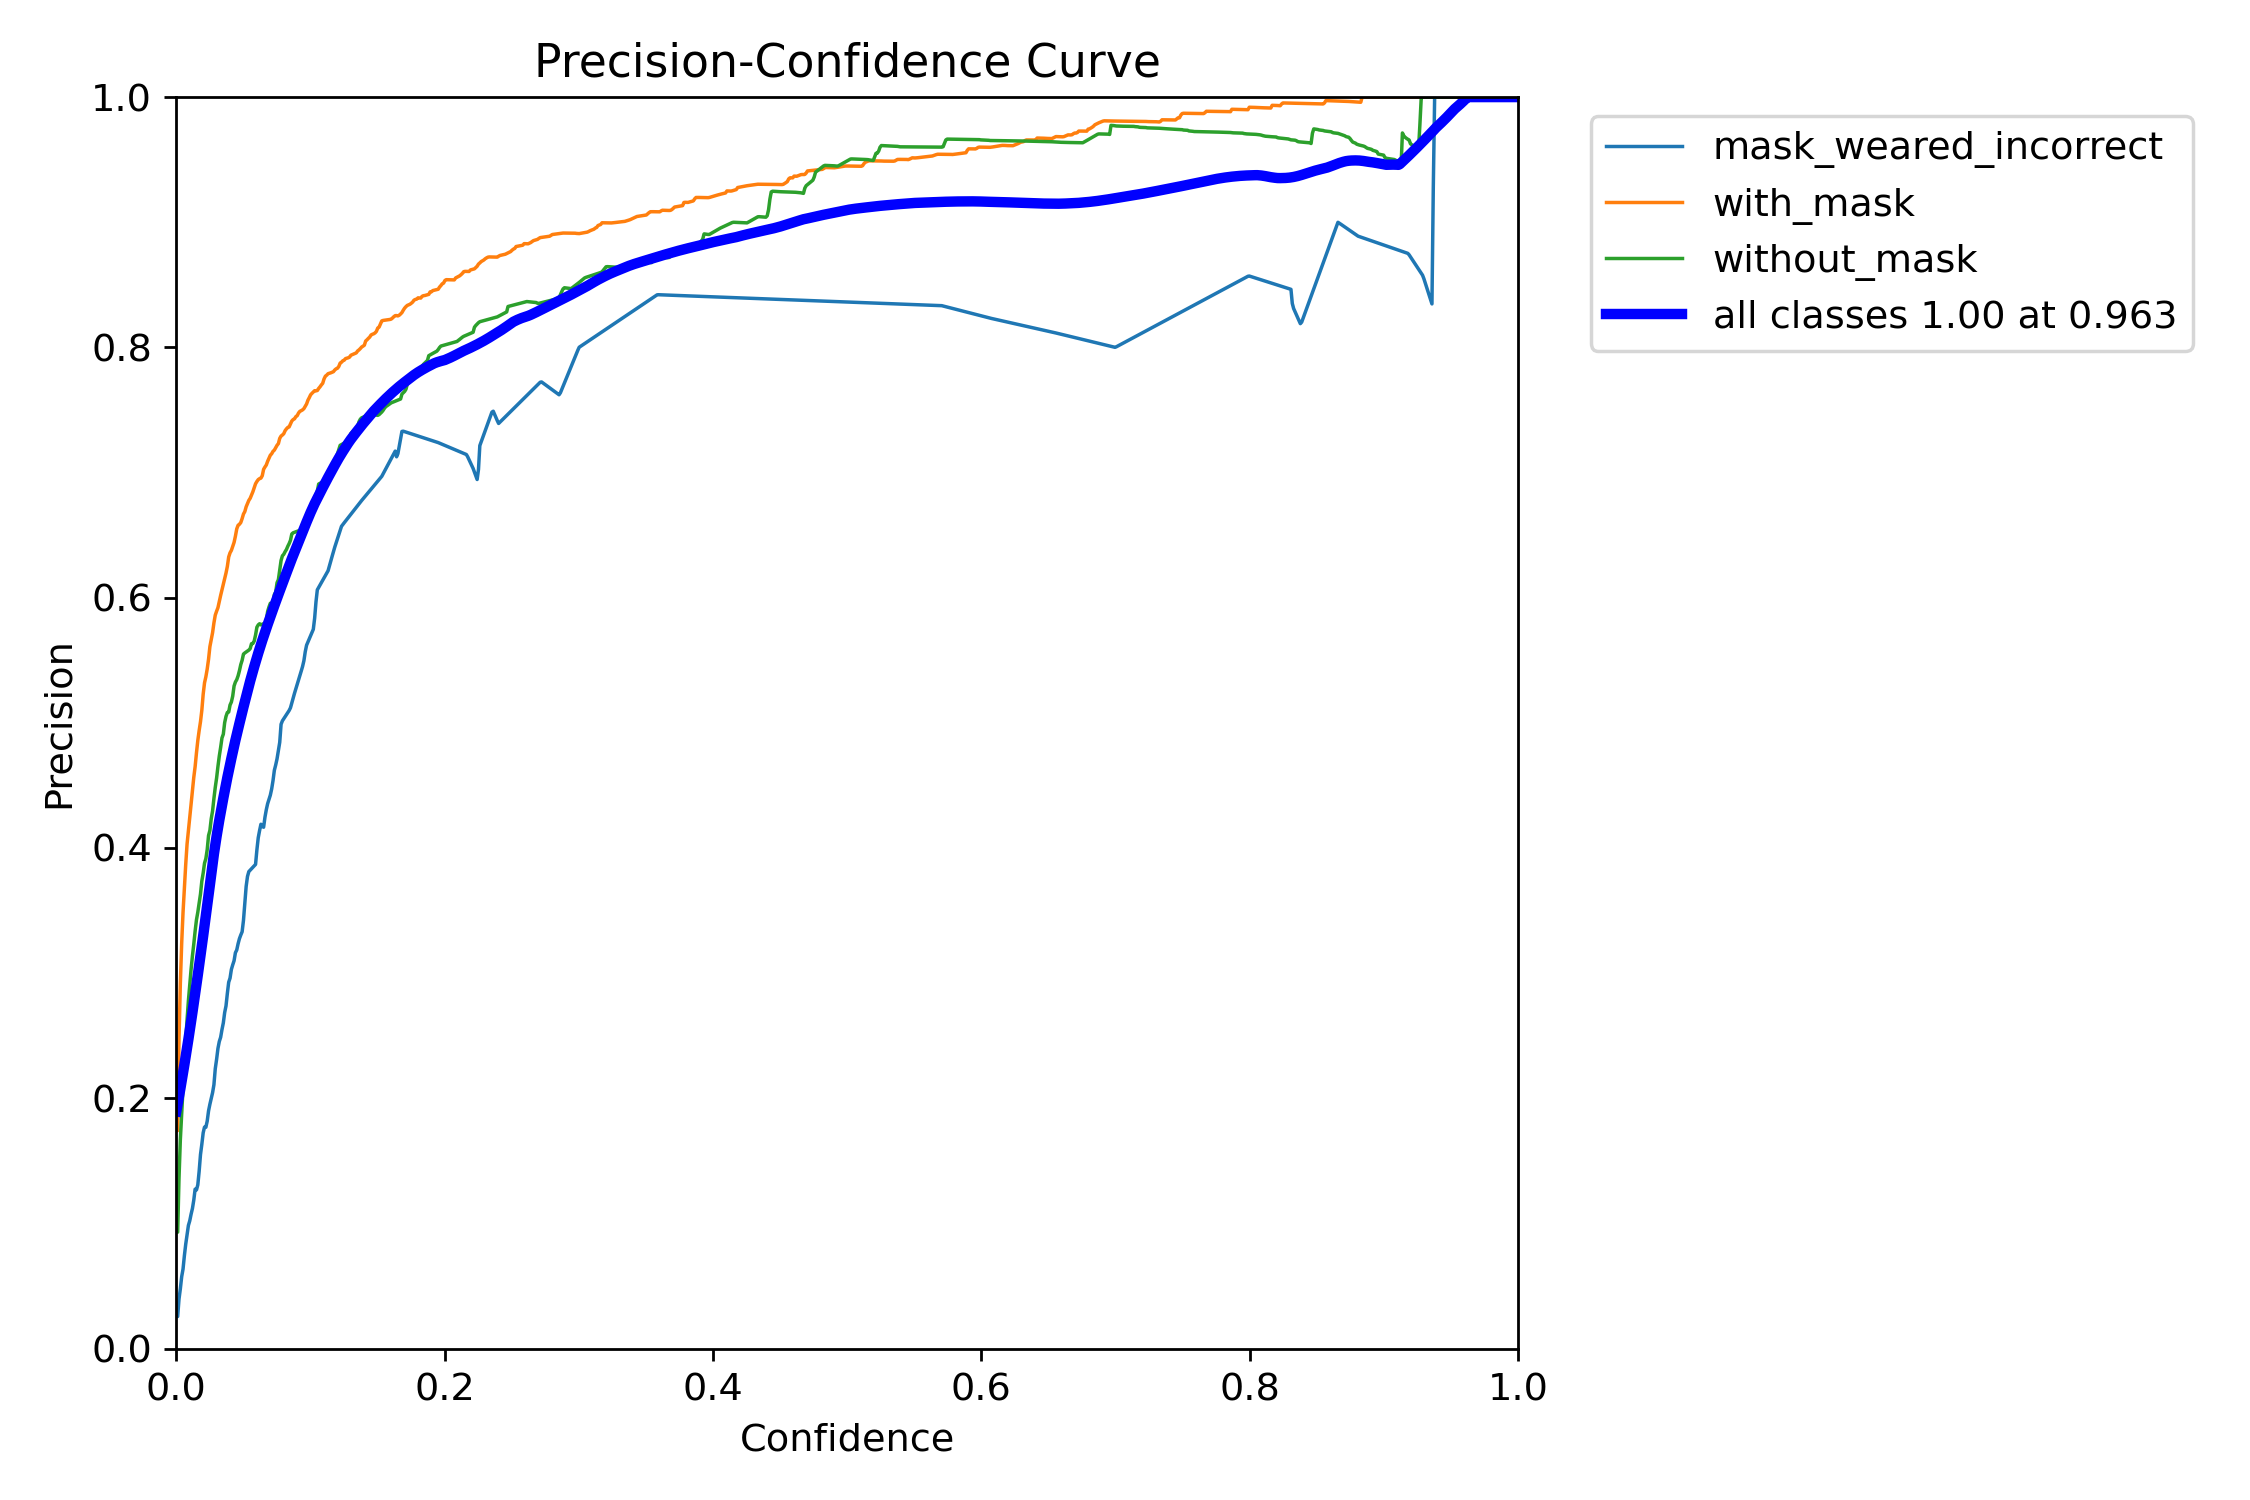 Precision-Confidence Curve
1.0
0.8
0.6
0.4
0.2
0.0
Precision
0.0 0.2 0.4 0.6 0.8 1.0
Confidence
mask_weared_incorrect
with_mask
without_mask
all classes 1.00 at 0.963